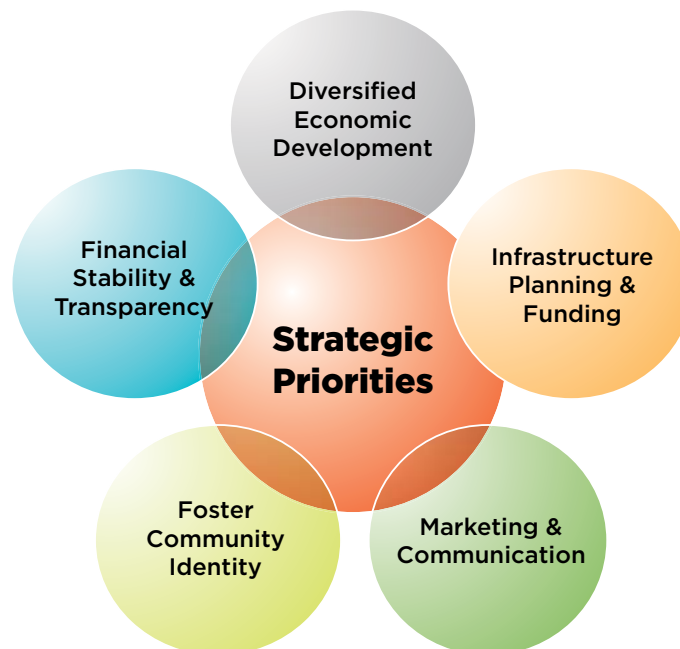 Diversified
Economic
Development
Financial
Stability &
Transparency
Infrastructure
Planning &
Funding
Strategic
Priorities
Foster
Community
Identity
Marketing &
Communication